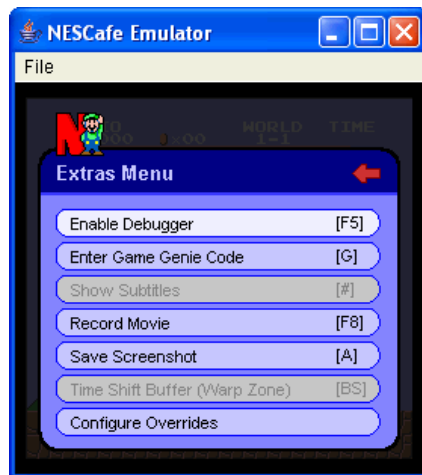 NESCafe Emulator
File
WORLD TIME
×00 1-1
Extras Menu
Enable Debugger [F5]
Enter Game Genie Code [G]
Show Subtitles [#]
Record Movie [F8]
Save Screenshot [A]
Time Shift Buffer (Warp Zone) [BS]
Configure Overrides